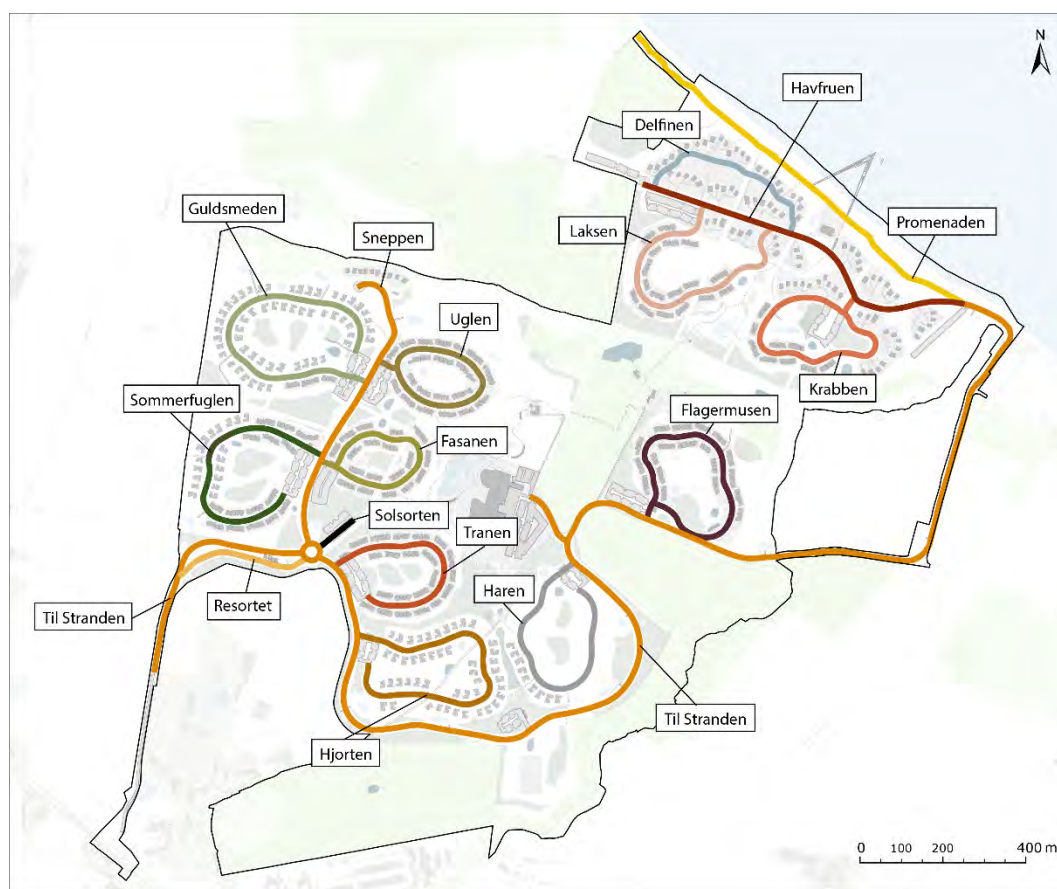 N
Havfruen
Delfinen
Guldsmeden
Sneppen
Laksen
Promenaden
Uglen
Krabben
Sommerfuglen
Flagermusen
Fasanen
Solsorten
Tranen
Haren
Resortet
Til Stranden
Til Stranden
Hjorten
0 100 200 400 m